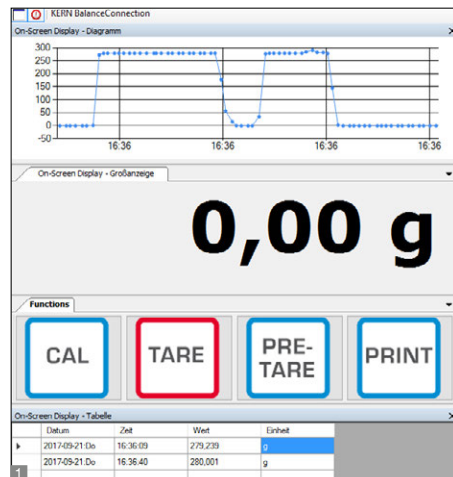 KERN BalanceConnection
On-Screen Display - Diagramm
300
250
200
150
100
50
0
-50
16:36 16:36 16:36 16:36
On-Screen Display - Großanzeige
0,00 g
Functions
CAL TARE PRE-TARE PRINT
On-Screen Display - Tabelle
Datum Zeit Wert Einheit
2017-09-21:Do 16:36:09 279,239 g
2017-09-21:Do 16:36:40 280,001 g
1